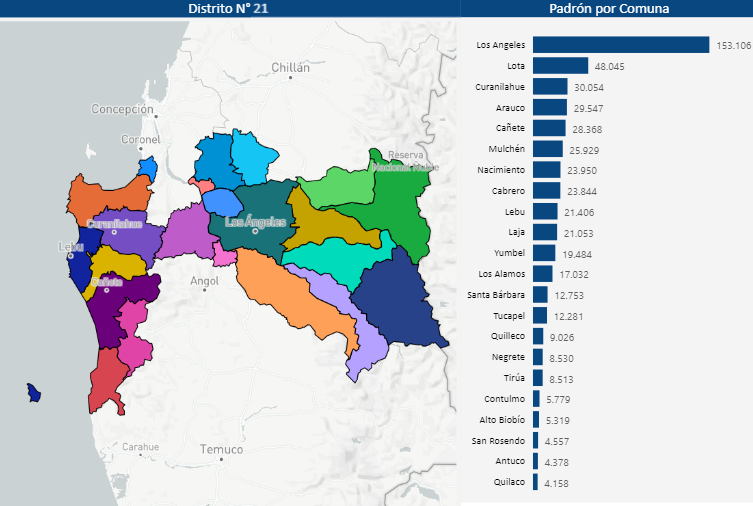 Distrito N° 21
Padrón por Comuna
Chillán
Concepción
Coronel
Reserva
Nacional Ñuble
Curanilahue
Los Ángeles
Lebu
Cañete
Angol
Carahue
Temuco
Los Angeles 153.106
Lota 48.045
Curanilahue 30.054
Arauco 29.547
Cañete 28.368
Mulchén 25.929
Nacimiento 23.950
Cabrero 23.844
Lebu 21.406
Laja 21.053
Yumbel 19.484
Los Alamos 17.032
Santa Bárbara 12.753
Tucapel 12.281
Quilleco 9.026
Negrete 8.530
Tirúa 8.513
Contulmo 5.779
Alto Biobío 5.319
San Rosendo 4.557
Antuco 4.378
Quilaco 4.158